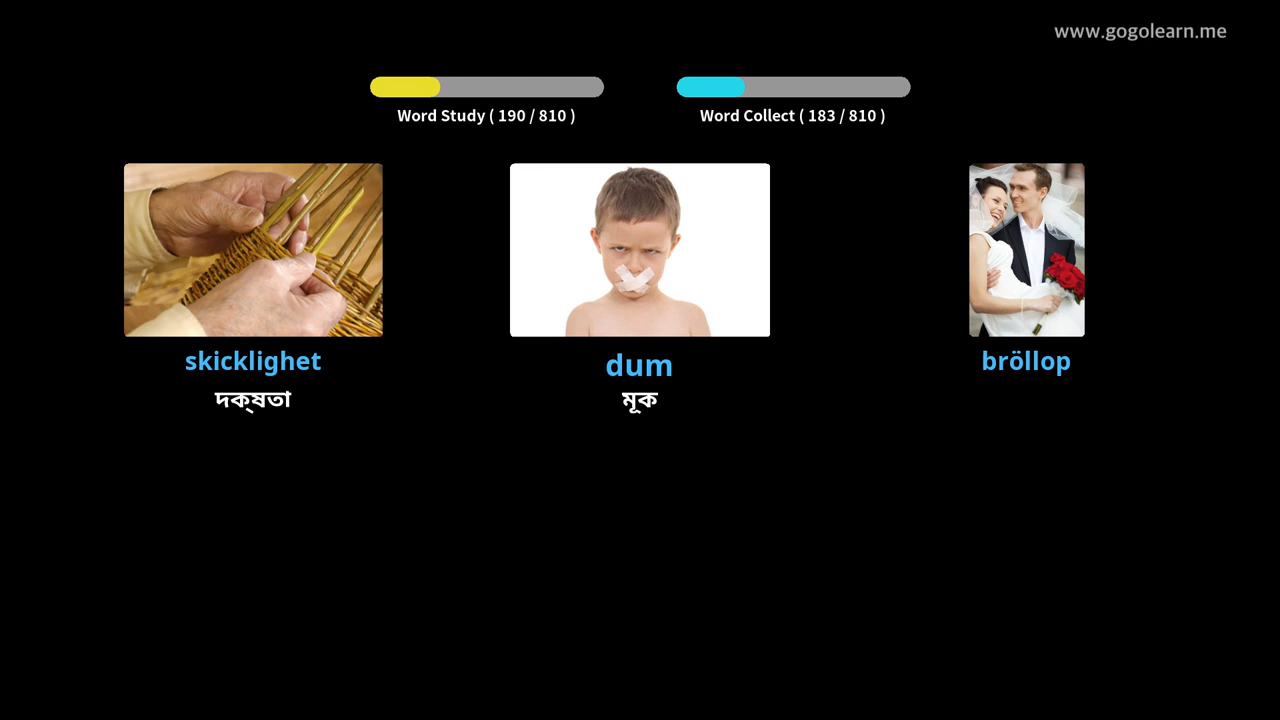 www.gogolearn.me
Word Study ( 190 / 810 )
Word Collect ( 183 / 810 )
skicklighet
dum
bröllop
দক্ষতা
মূক